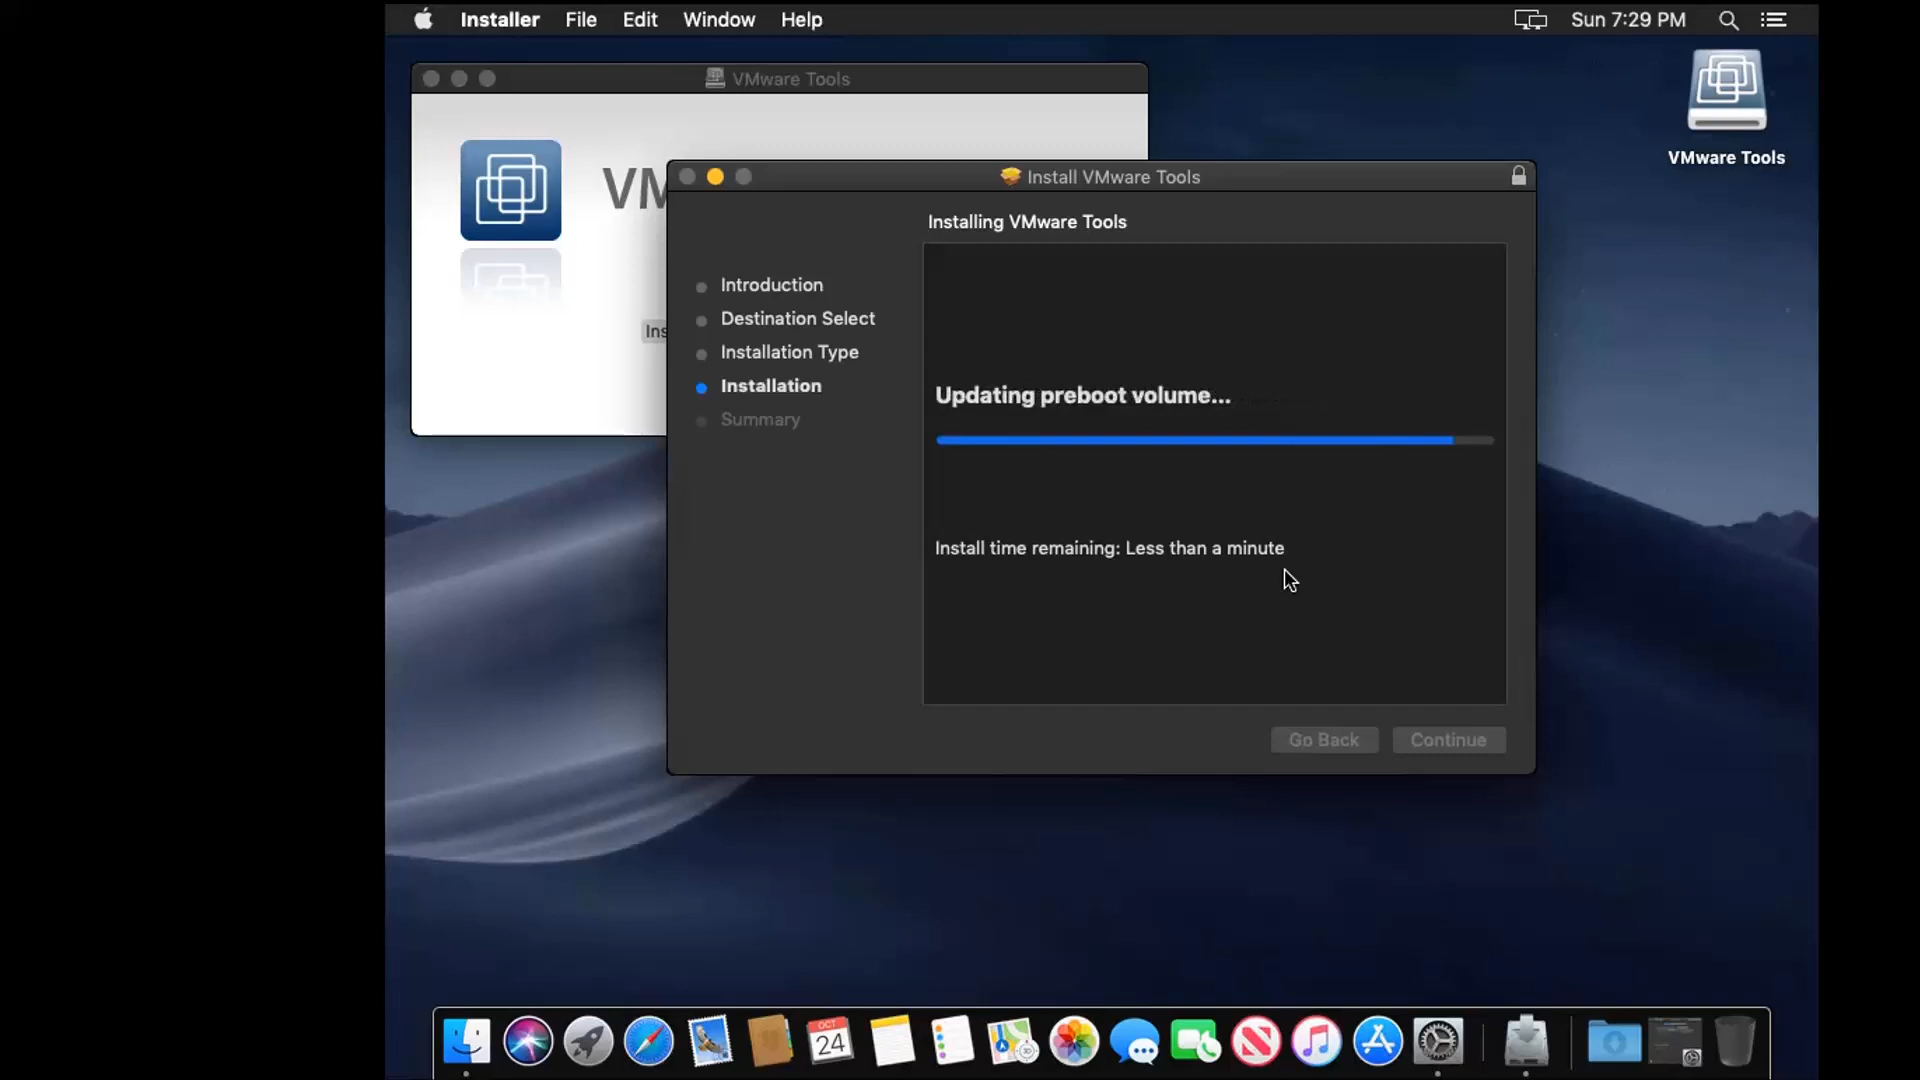 Installer File Edit Window Help
Sun 7:29 PM
VMware Tools
VMware Tools
VM
Install VMware Tools
Installing VMware Tools
Introduction
Destination Select
Installation Type
Ins
Installation
Summary
Updating preboot volume...
Install time remaining: Less than a minute
Go Back Continue
OCT
24